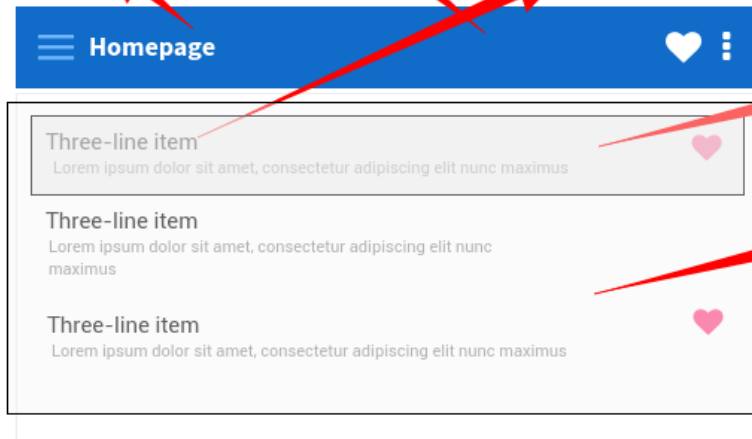 Homepage
Three-line item
Lorem ipsum dolor sit amet, consectetur adipiscing elit nunc maximus
Three-line item
Lorem ipsum dolor sit amet, consectetur adipiscing elit nunc
maximus
Three-line item
Lorem ipsum dolor sit amet, consectetur adipiscing elit nunc maximus